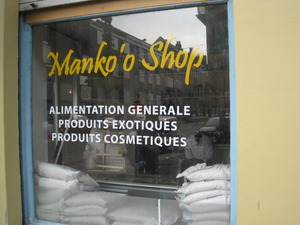 Manko'o Shop
ALIMENTATION GENERALE
PRODUITS EXOTIQUES
PRODUITS COSMETIQUES